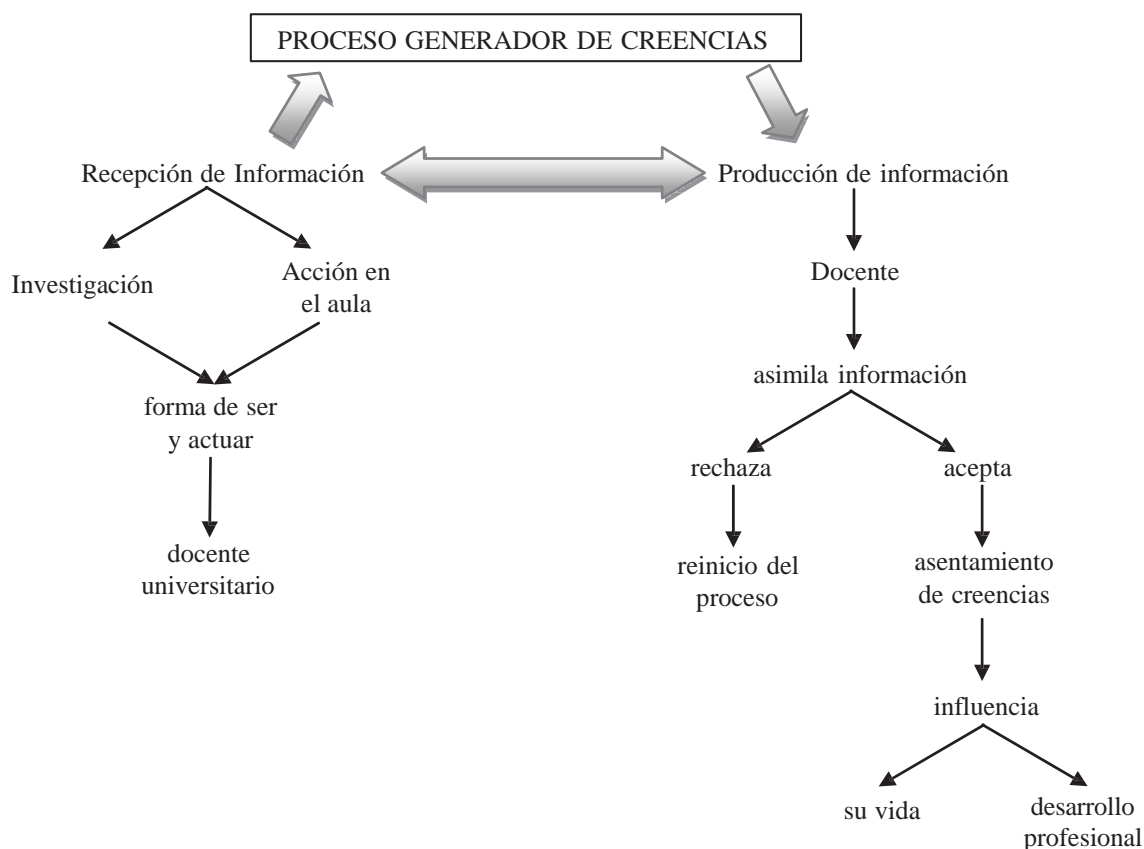 PROCESO GENERADOR DE CREENCIAS
Recepción de Información
Producción de información
Investigación
Acción en
el aula
Docente
forma de ser
y actuar
asimila información
rechaza
acepta
docente
universitario
reinicio del
proceso
asentamiento
de creencias
influencia
su vida
desarrollo
profesional